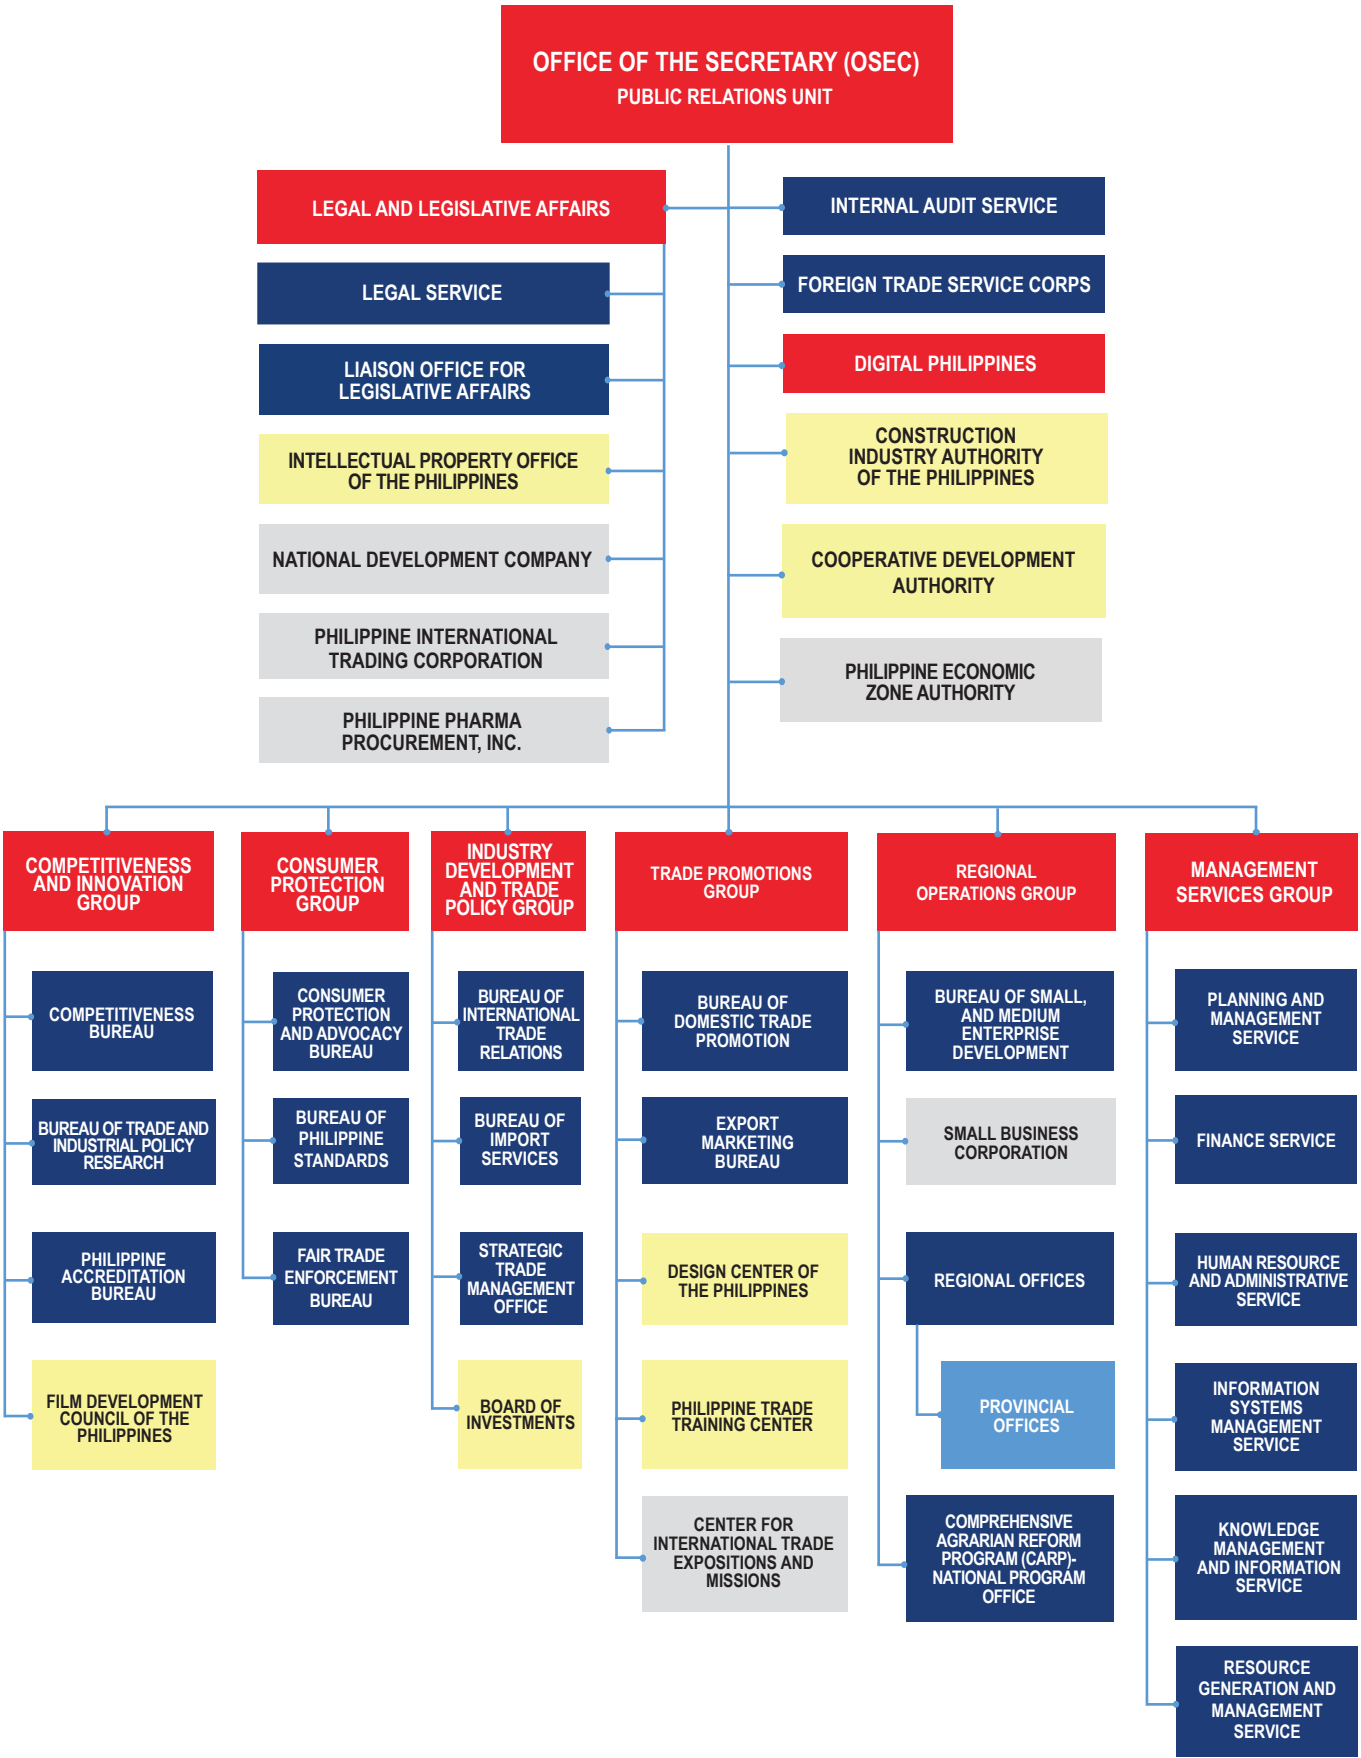 OFFICE OF THE SECRETARY (OSEC)
PUBLIC RELATIONS UNIT
LEGAL AND LEGISLATIVE AFFAIRS
LEGAL SERVICE
LIAISON OFFICE FOR
LEGISLATIVE AFFAIRS
INTELLECTUAL PROPERTY OFFICE
OF THE PHILIPPINES
NATIONAL DEVELOPMENT COMPANY
PHILIPPINE INTERNATIONAL
TRADING CORPORATION
PHILIPPINE PHARMA
PROCUREMENT, INC.
INTERNAL AUDIT SERVICE
FOREIGN TRADE SERVICE CORPS
DIGITAL PHILIPPINES
CONSTRUCTION
INDUSTRY AUTHORITY
OF THE PHILIPPINES
COOPERATIVE DEVELOPMENT
AUTHORITY
PHILIPPINE ECONOMIC
ZONE AUTHORITY
COMPETITIVENESS
AND INNOVATION
GROUP
COMPETITIVENESS
BUREAU
BUREAU OF TRADE AND
INDUSTRIAL POLICY
RESEARCH
PHILIPPINE
ACCREDITATION
BUREAU
FILM DEVELOPMENT
COUNCIL OF THE
PHILIPPINES
CONSUMER
PROTECTION
GROUP
CONSUMER
PROTECTION
AND ADVOCACY
BUREAU
BUREAU OF
PHILIPPINE
STANDARDS
FAIR TRADE
ENFORCEMENT
BUREAU
INDUSTRY
DEVELOPMENT
AND TRADE
POLICY GROUP
BUREAU OF
INTERNATIONAL
TRADE
RELATIONS
BUREAU OF
IMPORT
SERVICES
STRATEGIC
TRADE
MANAGEMENT
OFFICE
BOARD OF
INVESTMENTS
TRADE PROMOTIONS
GROUP
BUREAU OF
DOMESTIC TRADE
PROMOTION
EXPORT
MARKETING
BUREAU
DESIGN CENTER OF
THE PHILIPPINES
PHILIPPINE TRADE
TRAINING CENTER
CENTER FOR
INTERNATIONAL TRADE
EXPOSITIONS AND
MISSIONS
REGIONAL
OPERATIONS GROUP
BUREAU OF SMALL,
AND MEDIUM
ENTERPRISE
DEVELOPMENT
SMALL BUSINESS
CORPORATION
REGIONAL OFFICES
PROVINCIAL
OFFICES
COMPREHENSIVE
AGRARIAN REFORM
PROGRAM (CARP)-
NATIONAL PROGRAM
OFFICE
MANAGEMENT
SERVICES GROUP
PLANNING AND
MANAGEMENT
SERVICE
FINANCE SERVICE
HUMAN RESOURCE
AND ADMINISTRATIVE
SERVICE
INFORMATION
SYSTEMS
MANAGEMENT
SERVICE
KNOWLEDGE
MANAGEMENT
AND INFORMATION
SERVICE
RESOURCE
GENERATION AND
MANAGEMENT
SERVICE